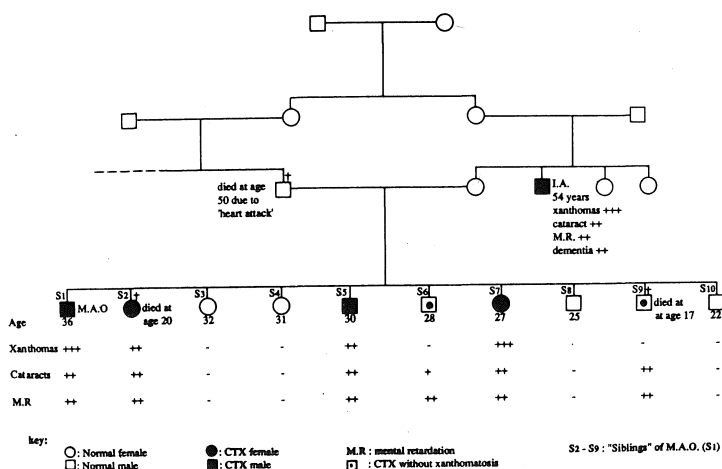 died at age
50 due to
'heart attack'
†
I.A.
54 years
xanthomas +++
cataract ++
M.R. ++
dementia ++
S1 S2 † S3 S4 S5 S6 S7 S8 S9 † S10
M.A.O died at age 20 died at at age 17
Age 36 32 31 30 28 27 25 22
Xanthomas +++ ++ - - ++ - +++ - - -
Cataracts ++ ++ - - ++ + ++ - ++ -
M.R ++ ++ - - ++ ++ ++ - ++ -
key:
: Normal female : CTX female M.R : mental retardation S2 - S9 : "Siblings" of M.A.O. (S1)
: Normal male : CTX male : CTX without xanthomatosis